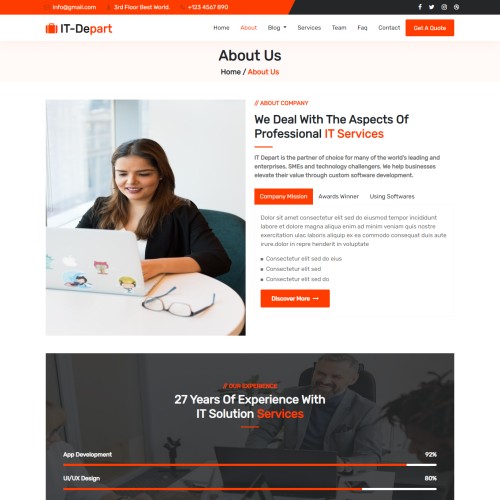 info@gmail.com 3rd Floor Best World. +123 4567 890
IT-Depart Home About Blog Services Team Faq Contact Get A Quote
About Us
Home / About Us
// ABOUT COMPANY
We Deal With The Aspects Of
Professional IT Services
IT Depart is the partner of choice for many of the world's leading and
enterprises, SMEs and technology challengers. We help businesses
elevate their value through custom software development.
Company Mission Awards Winner Using Softwares
Dolor sit amet consectetur elit sed do eiusmod tempor incididunt
labore et dolore magna aliqua enim ad minim veniam quis nostre
exercitation ulac laboris aliquip ex ea commodo consequat duis aute
irure.dolor in repre henderit in voluptate
Consectetur elit sed do eius
Consectetur elit sed
Consectetur elit sed do
Discover More
// OUR EXPERIENCE
27 Years Of Experience With
IT Solution Services
App Development 92%
UI/UX Design 80%